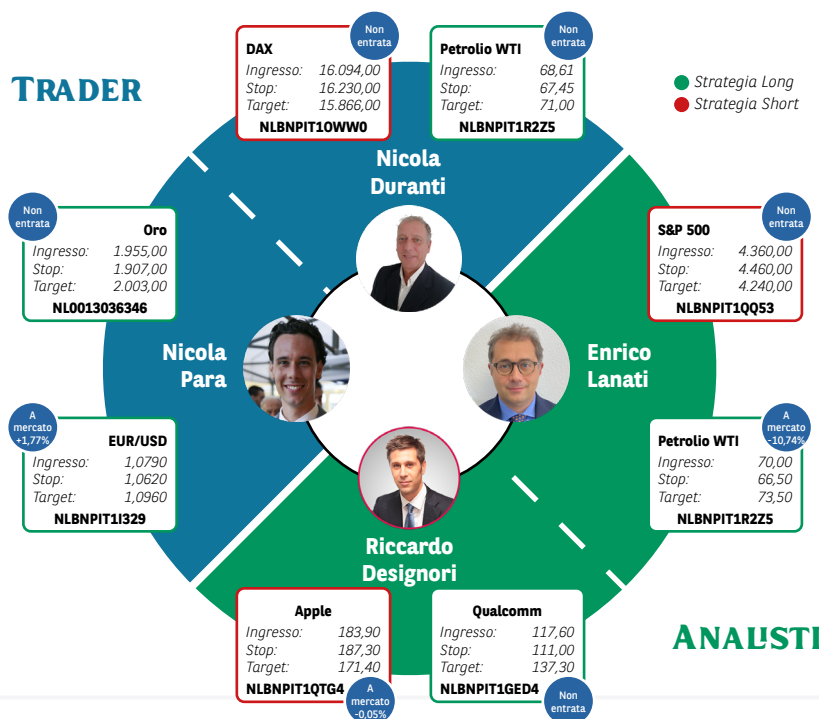 TRADER
Non
entrata
DAX
Ingresso: 16.094,00
Stop: 16.230,00
Target: 15.866,00
NLBNPIT1OWW0
Non
entrata
Petrolio WTI
Ingresso: 68,61
Stop: 67,45
Target: 71,00
NLBNPIT1R2Z5
Strategia Long
Strategia Short
Nicola
Duranti
Non
entrata
Oro
Ingresso: 1.955,00
Stop: 1.907,00
Target: 2.003,00
NL0013036346
Non
entrata
S&P 500
Ingresso: 4.360,00
Stop: 4.460,00
Target: 4.240,00
NLBNPIT1QQ53
Nicola
Para
Enrico
Lanati
A
mercato
+1,77%
EUR/USD
Ingresso: 1,0790
Stop: 1,0620
Target: 1,0960
NLBNPIT1I329
A
mercato
-10,74%
Petrolio WTI
Ingresso: 70,00
Stop: 66,50
Target: 73,50
NLBNPIT1R2Z5
Riccardo
Designori
Apple
Ingresso: 183,90
Stop: 187,30
Target: 171,40
NLBNPIT1QTG4
A
mercato
-0,05%
Qualcomm
Ingresso: 117,60
Stop: 111,00
Target: 137,30
NLBNPIT1GED4
Non
entrata
ANALISTI